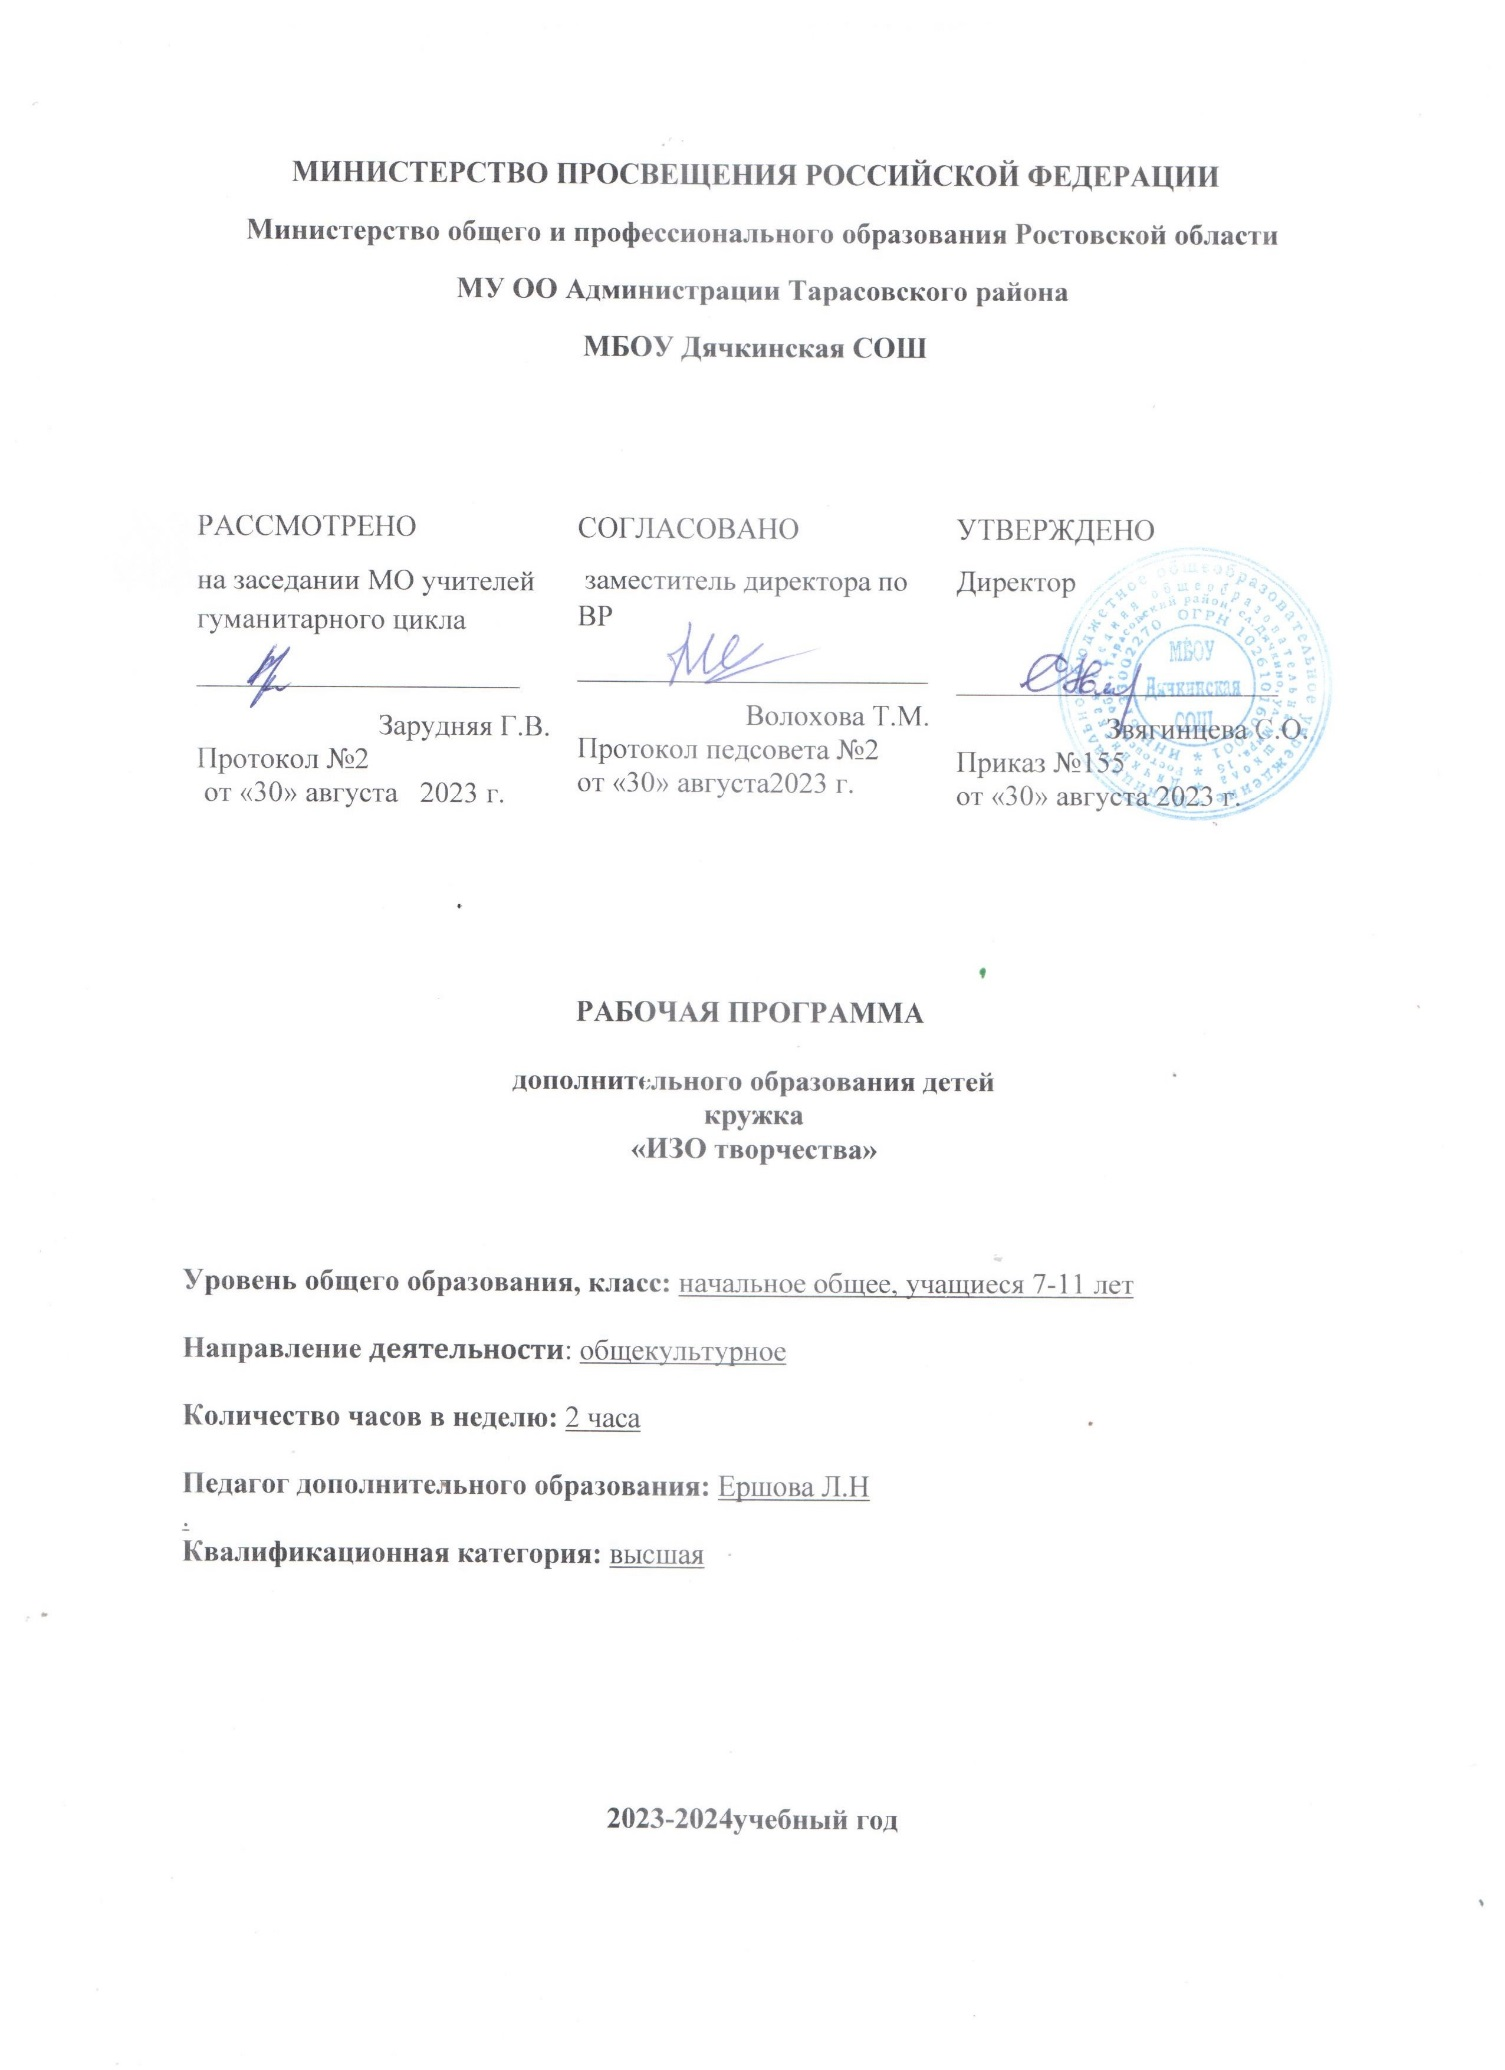 МИНИСТЕРСТВО ПРОСВЕЩЕНИЯ РОССИЙСКОЙ ФЕДЕРАЦИИ
Министерство общего и профессионального образования Ростовской области
МУ ОО Администрации Тарасовского района
МБОУ Дячкинская СОШ
РАССМОТРЕНО
на заседании МО учителей
гуманитарного цикла
Зарудняя Г.В.
Протокол №2
от «30» августа 2023 г.
СОГЛАСОВАНО
заместитель директора по
ВР
Волохова Т.М.
Протокол педсовета №2
от «30» августа2023 г.
УТВЕРЖДЕНО
Директор
Звягинцева С.О.
Приказ №155
от «30» августа 2023 г.
МБОУ
Дячкинская
СОШ
РАБОЧАЯ ПРОГРАММА
дополнительного образования детей
кружка
«ИЗО творчества»
Уровень общего образования, класс: начальное общее, учащиеся 7-11 лет
Направление деятельности: общекультурное
Количество часов в неделю: 2 часа
Педагог дополнительного образования: Ершова Л.Н
.
Квалификационная категория: высшая
2023-2024учебный год